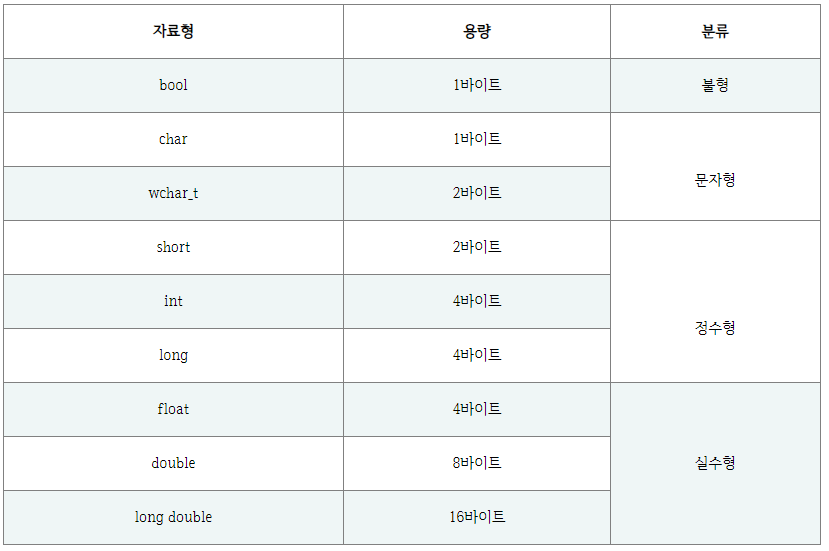 자료형 용량 분류
bool 1바이트 불형
char 1바이트
문자형
wchar_t 2바이트
short 2바이트
int 4바이트
정수형
long 4바이트
float 4바이트
double 8바이트 실수형
long double 16바이트